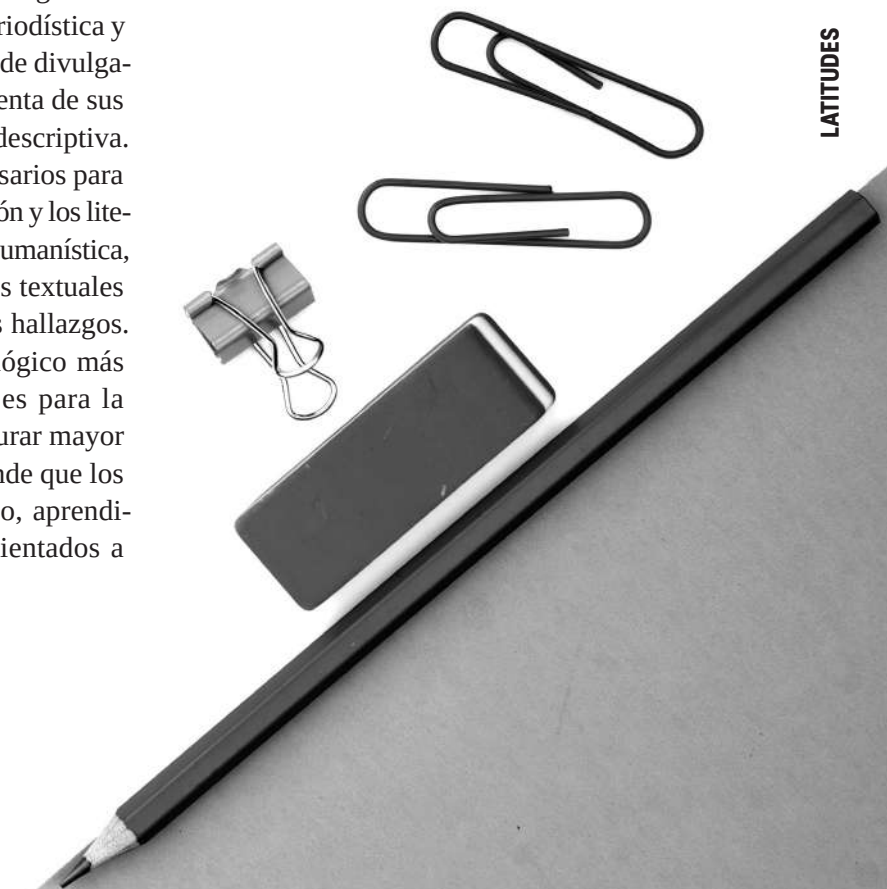 riodística y
de divulga-
enta de sus
descriptiva.
sarios para
ón y los lite-
umanística,
s textuales
s hallazgos.
lógico más
es para la
urar mayor
nde que los
o, aprendi-
ientados a
LATITUDES